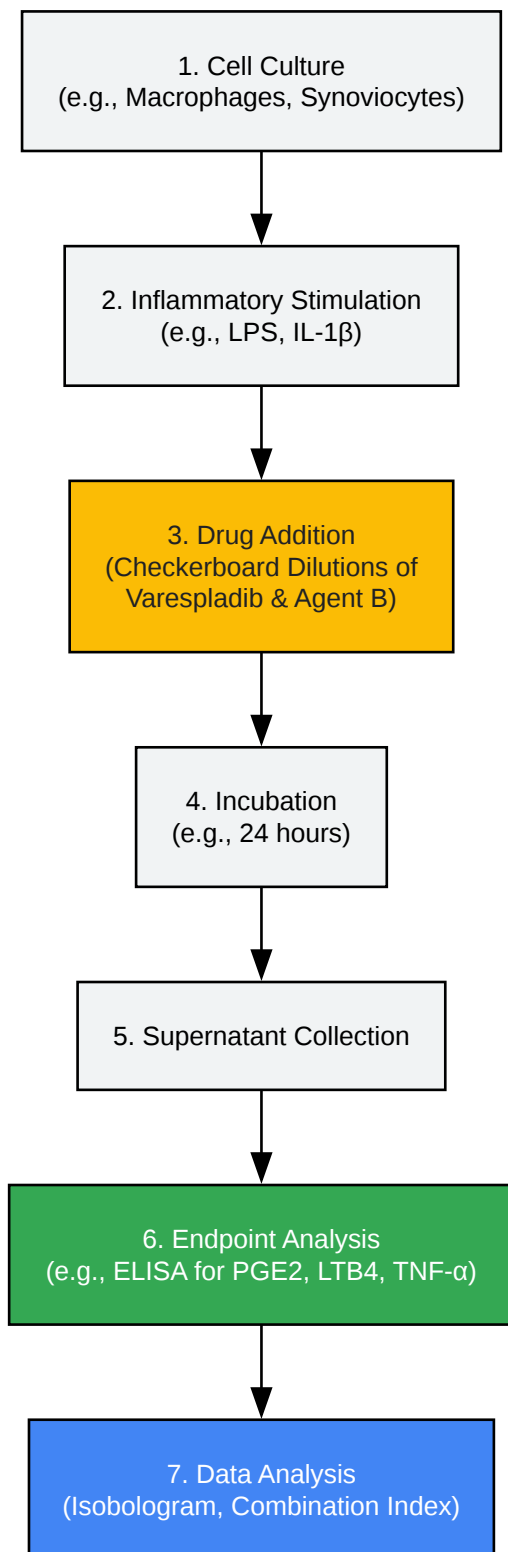 1. Cell Culture
(e.g., Macrophages, Synoviocytes)
2. Inflammatory Stimulation
(e.g., LPS, IL-1β)
3. Drug Addition
(Checkerboard Dilutions of
Varespladib & Agent B)
4. Incubation
(e.g., 24 hours)
5. Supernatant Collection
6. Endpoint Analysis
(e.g., ELISA for PGE2, LTB4, TNF-α)
7. Data Analysis
(Isobologram, Combination Index)